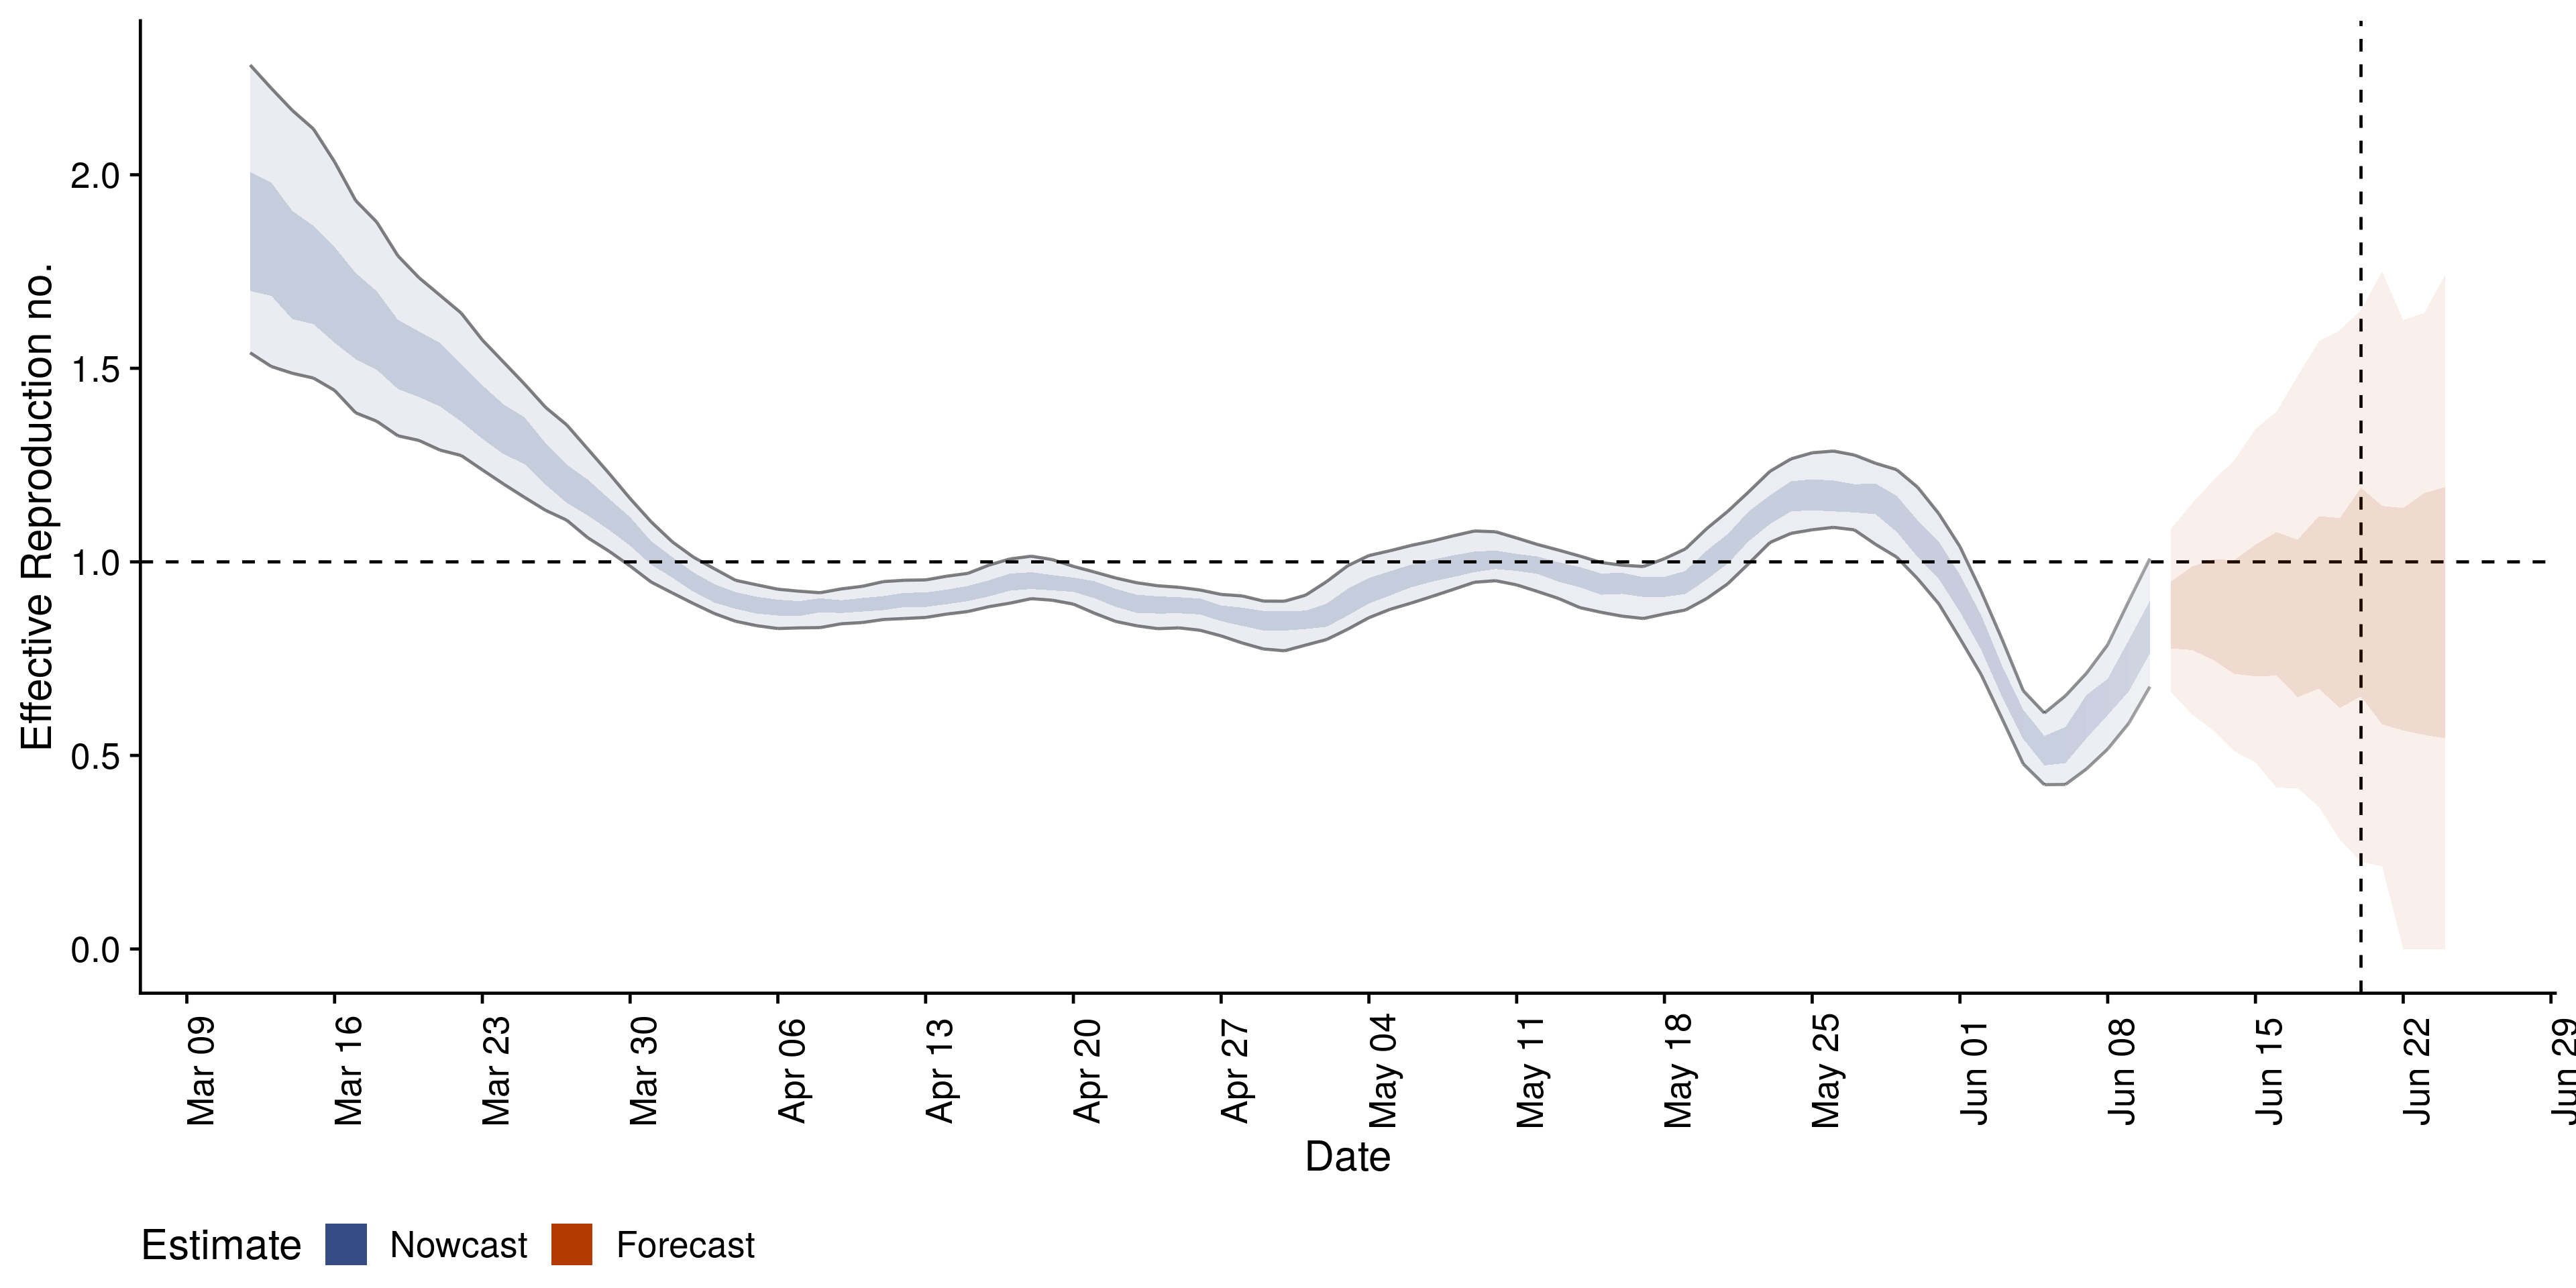 Effective Reproduction no.
2.0
1.5
1.0
0.5
0.0
Mar 09
Mar 16
Mar 23
Mar 30
Apr 06
Apr 13
Apr 20
Apr 27
May 04
May 11
May 18
May 25
Jun 01
Jun 08
Jun 15
Jun 22
Jun 29
Date
Estimate Nowcast Forecast